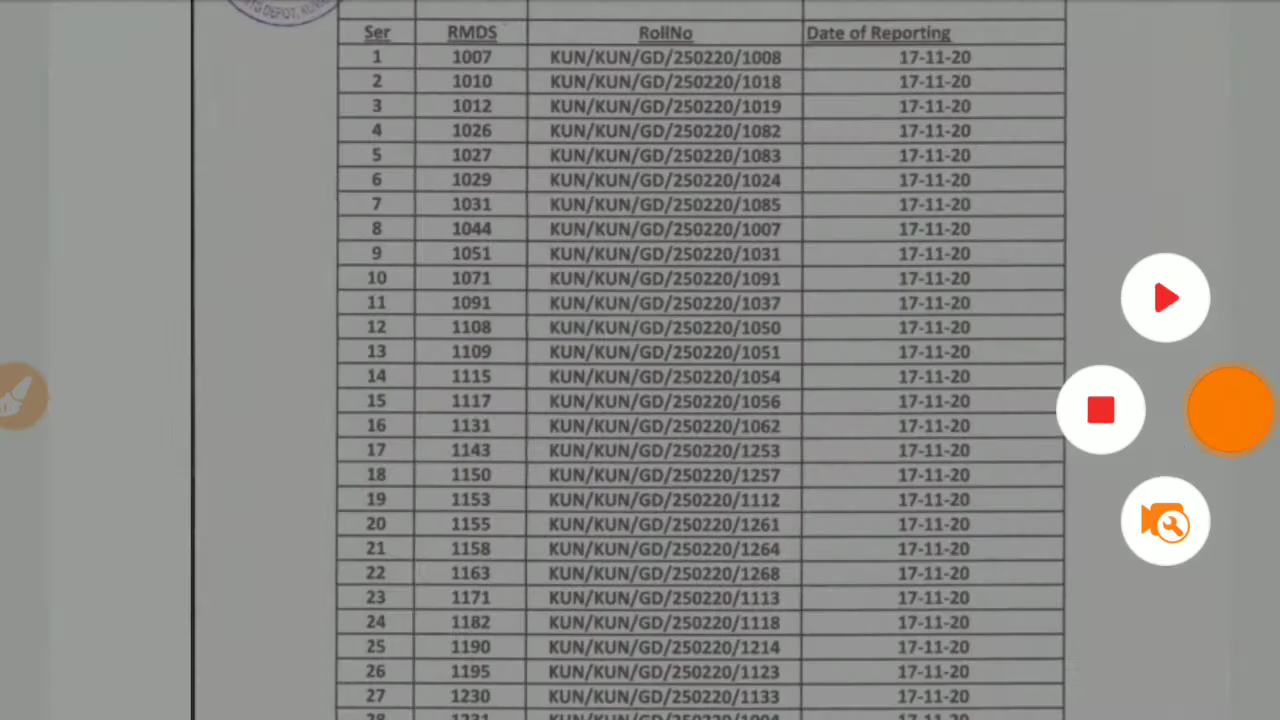 DEPOT, KUN
Ser RMDS RollNo Date of Reporting
1 1007 KUN/KUN/GD/250220/1008 17-11-20
2 1010 KUN/KUN/GD/250220/1018 17-11-20
3 1012 KUN/KUN/GD/250220/1019 17-11-20
4 1026 KUN/KUN/GD/250220/1082 17-11-20
5 1027 KUN/KUN/GD/250220/1083 17-11-20
6 1029 KUN/KUN/GD/250220/1024 17-11-20
7 1031 KUN/KUN/GD/250220/1085 17-11-20
8 1044 KUN/KUN/GD/250220/1007 17-11-20
9 1051 KUN/KUN/GD/250220/1031 17-11-20
10 1071 KUN/KUN/GD/250220/1091 17-11-20
11 1091 KUN/KUN/GD/250220/1037 17-11-20
12 1108 KUN/KUN/GD/250220/1050 17-11-20
13 1109 KUN/KUN/GD/250220/1051 17-11-20
14 1115 KUN/KUN/GD/250220/1054 17-11-20
15 1117 KUN/KUN/GD/250220/1056 17-11-20
16 1131 KUN/KUN/GD/250220/1062 17-11-20
17 1143 KUN/KUN/GD/250220/1253 17-11-20
18 1150 KUN/KUN/GD/250220/1257 17-11-20
19 1153 KUN/KUN/GD/250220/1112 17-11-20
20 1155 KUN/KUN/GD/250220/1261 17-11-20
21 1158 KUN/KUN/GD/250220/1264 17-11-20
22 1163 KUN/KUN/GD/250220/1268 17-11-20
23 1171 KUN/KUN/GD/250220/1113 17-11-20
24 1182 KUN/KUN/GD/250220/1118 17-11-20
25 1190 KUN/KUN/GD/250220/1214 17-11-20
26 1195 KUN/KUN/GD/250220/1123 17-11-20
27 1230 KUN/KUN/GD/250220/1133 17-11-20